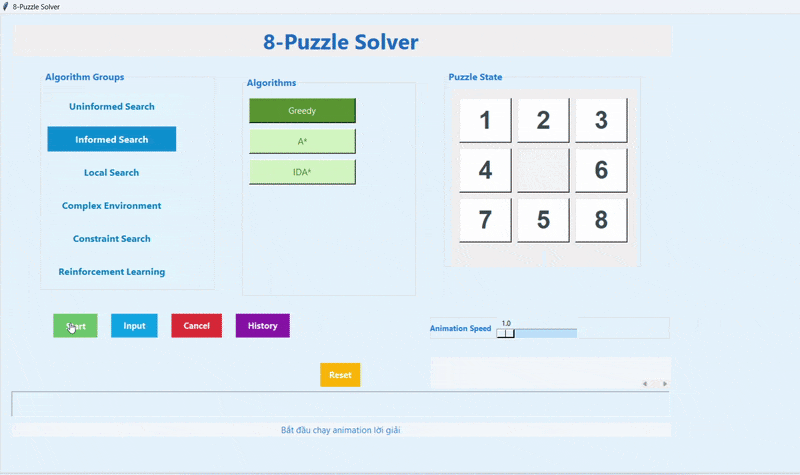 8-Puzzle Solver
8-Puzzle Solver
Algorithm Groups
Uninformed Search
Informed Search
Local Search
Complex Environment
Constraint Search
Reinforcement Learning
Algorithms
Greedy
A*
IDA*
Puzzle State
1 2 3
4 6
7 5 8
Start Input Cancel History
Animation Speed 1.0
Reset
Bắt đầu chạy animation lời giải